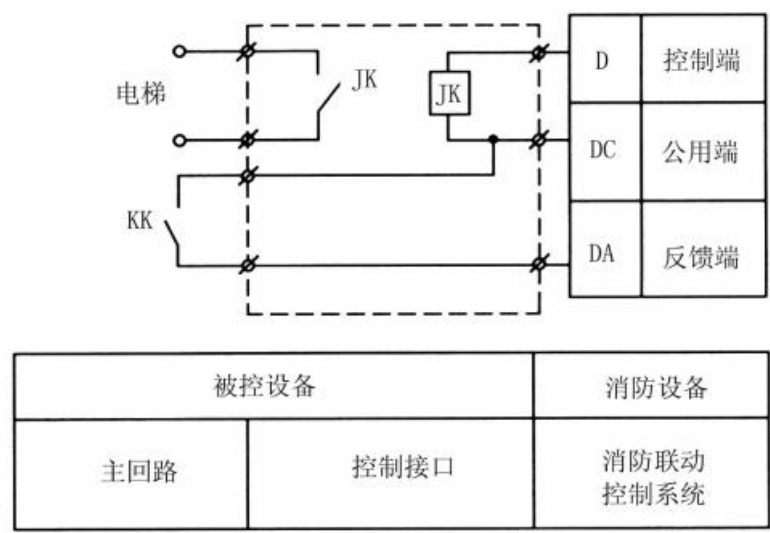 电梯
JK
JK
KK
D 控制端
DC 公用端
DA 反馈端
被控设备 消防设备
主回路 控制接口 消防联动
控制系统